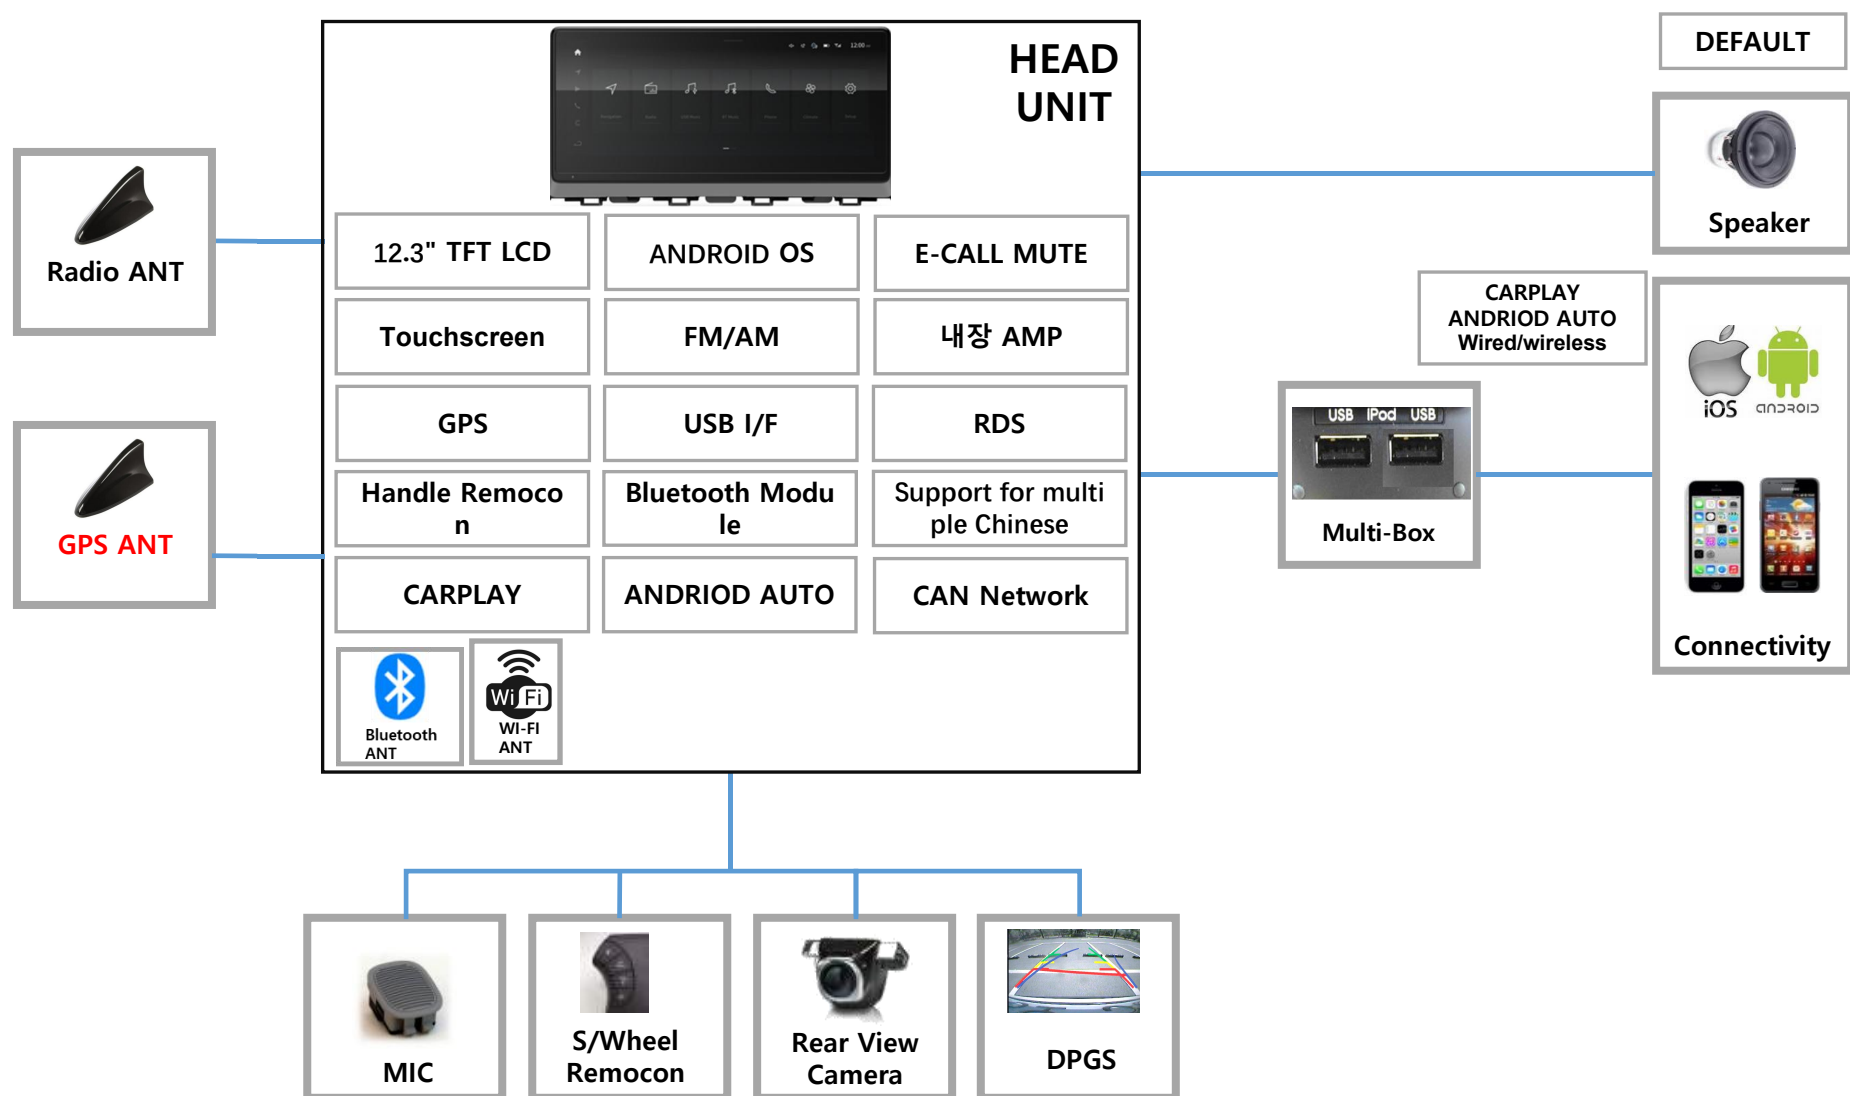 HEAD
UNIT
DEFAULT
12:00
Radio ANT
GPS ANT
12.3" TFT LCD
ANDROID OS
E-CALL MUTE
Touchscreen
FM/AM
내장 AMP
GPS
USB I/F
RDS
Handle Remoco
n
Bluetooth Modu
le
Support for multi
ple Chinese
CARPLAY
ANDRIOD AUTO
CAN Network
Bluetooth
ANT
Wi Fi
WI-FI
ANT
Speaker
CARPLAY
ANDRIOD AUTO
Wired/wireless
USB iPod USB
Multi-Box
iOS
ANDROID
Connectivity
MIC
S/Wheel
Remocon
Rear View
Camera
DPGS